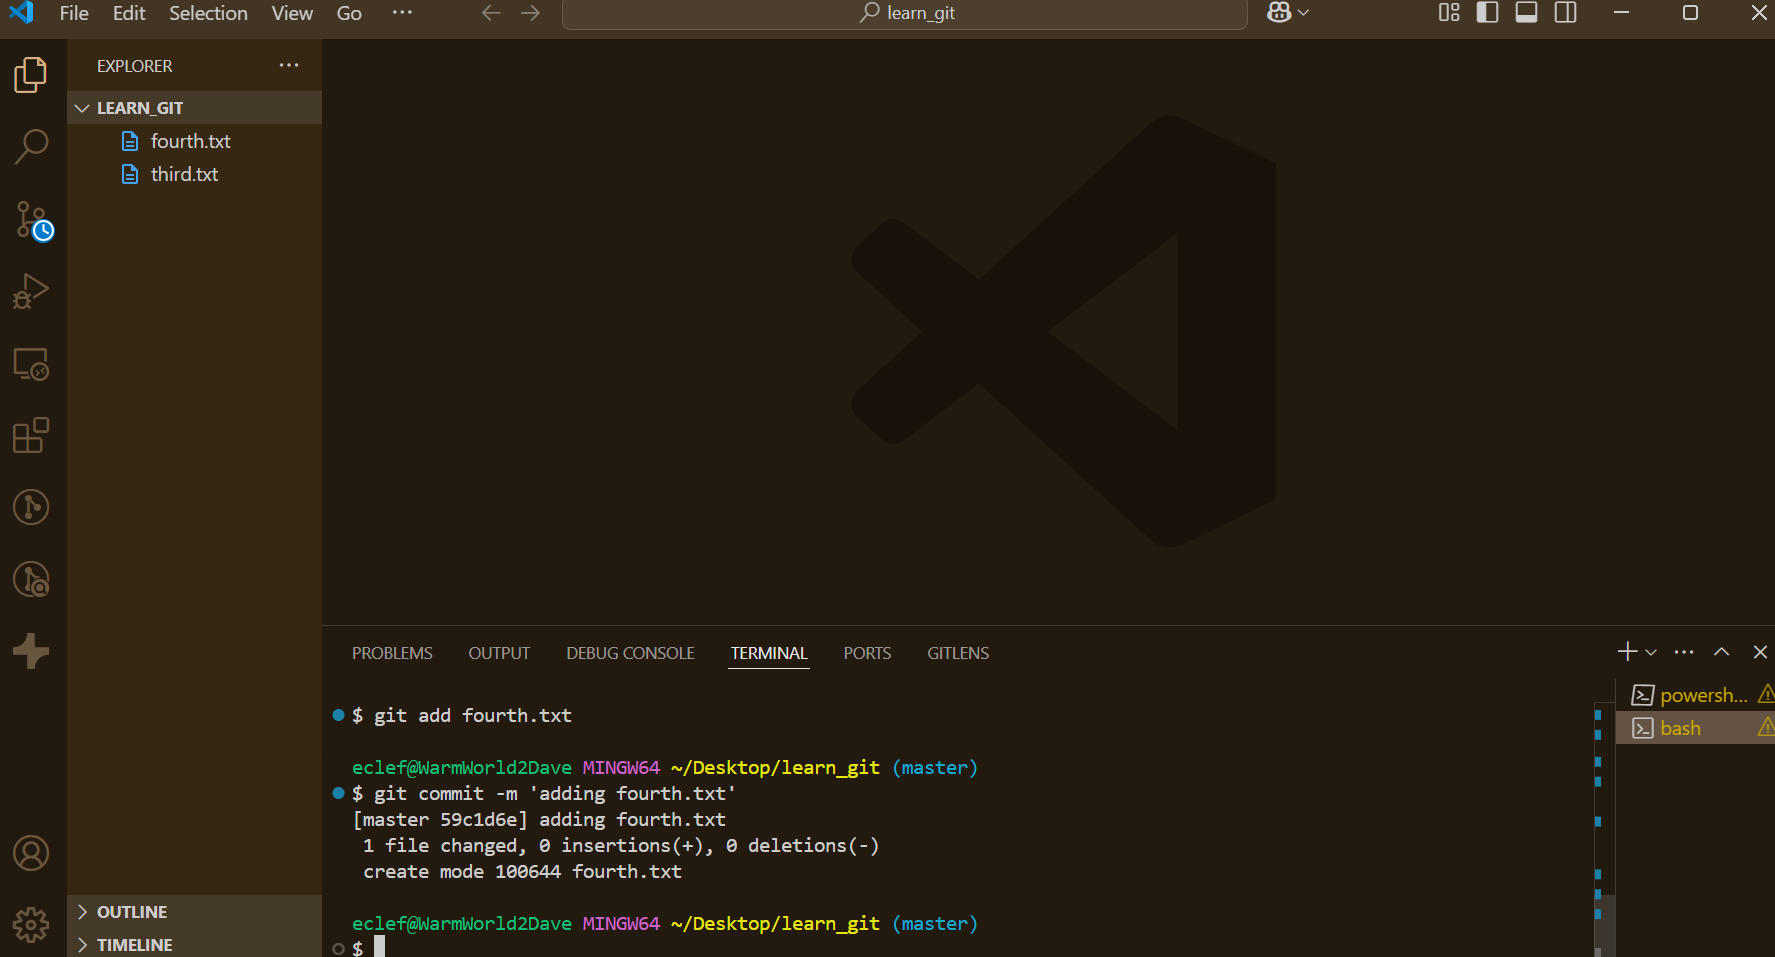 File Edit Selection View Go ··· learn_git
EXPLORER ···
LEARN_GIT
fourth.txt
third.txt
OUTLINE
TIMELINE
PROBLEMS OUTPUT DEBUG CONSOLE TERMINAL PORTS GITLENS
$ git add fourth.txt
eclef@WarmWorld2Dave MINGW64 ~/Desktop/learn_git (master)
$ git commit -m 'adding fourth.txt'
[master 59c1d6e] adding fourth.txt
1 file changed, 0 insertions(+), 0 deletions(-)
create mode 100644 fourth.txt
eclef@WarmWorld2Dave MINGW64 ~/Desktop/learn_git (master)
$
powersh...
bash